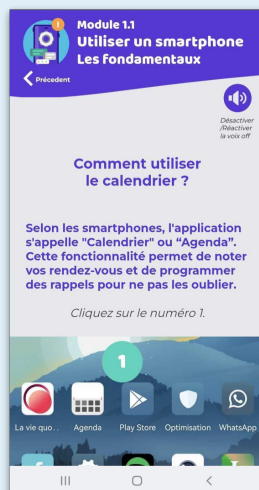 Module 1.1
Utiliser un smartphone
Les fondamentaux
Précedent
Désactiver
/Réactiver
la voix off
Comment utiliser
le calendrier ?
Selon les smartphones, l'application
s'appelle "Calendrier" ou “Agenda”.
Cette fonctionnalité permet de noter
vos rendez-vous et de programmer
des rappels pour ne pas les oublier.
Cliquez sur le numéro 1.
1
La vie quo.. Agenda Play Store Optimisation WhatsApp